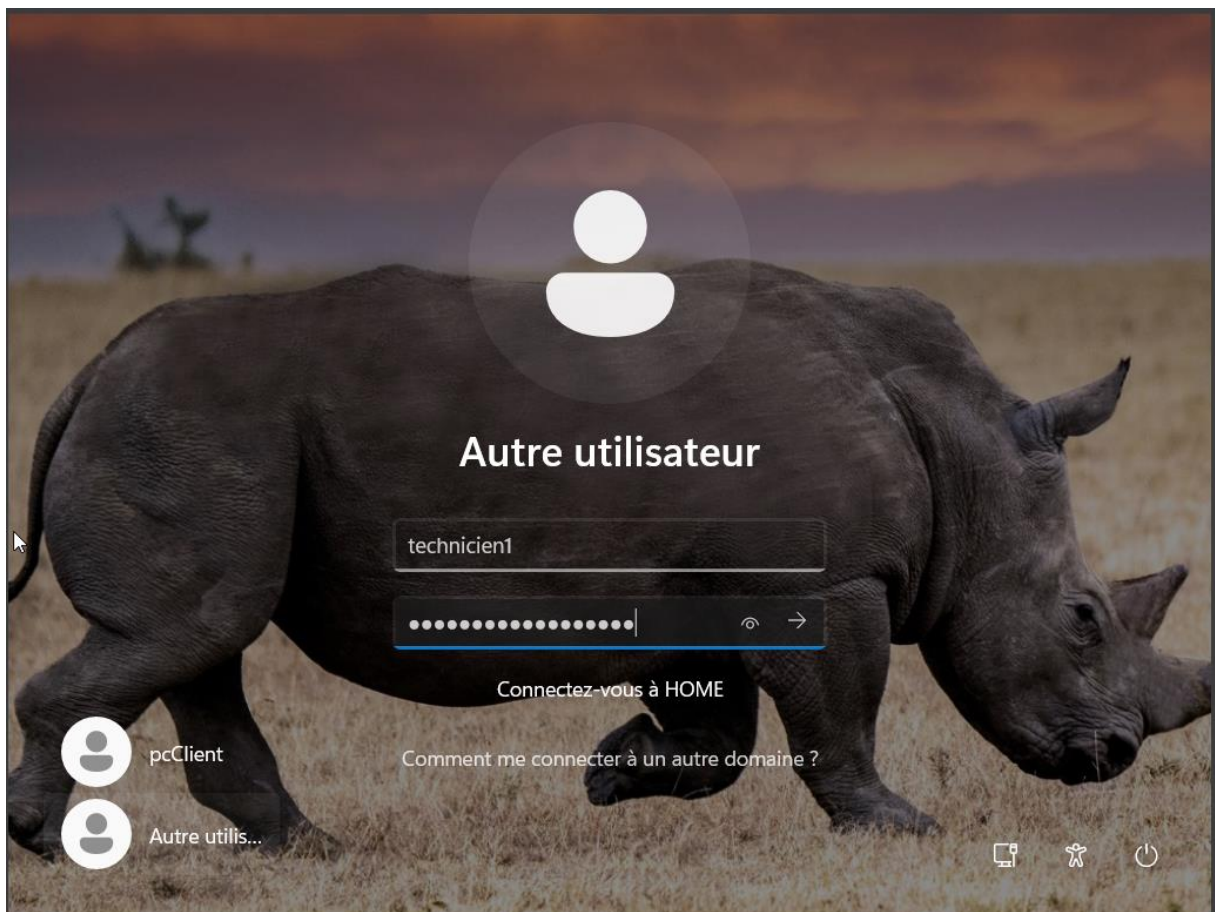 Autre utilisateur
technicien1
Connectez-vous à HOME
Comment me connecter à un autre domaine ?
pcClient
Autre utilis...